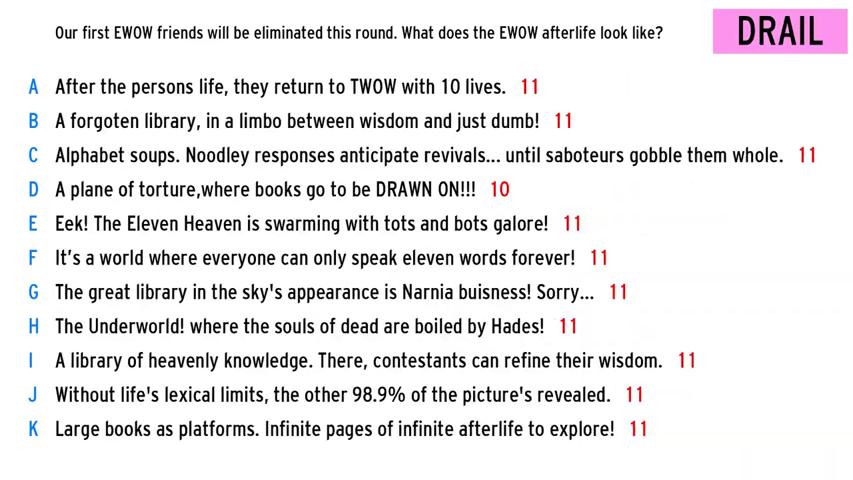 Our first EWOW friends will be eliminated this round. What does the EWOW afterlife look like?
DRAIL
A After the persons life, they return to TWOW with 10 lives. 11
B A forgoten library, in a limbo between wisdom and just dumb! 11
C Alphabet soups. Noodley responses anticipate revivals... until saboteurs gobble them whole. 11
D A plane of torture,where books go to be DRAWN ON!!! 10
E Eek! The Eleven Heaven is swarming with tots and bots galore! 11
F It's a world where everyone can only speak eleven words forever! 11
G The great library in the sky's appearance is Narnia buisness! Sorry... 11
H The Underworld! where the souls of dead are boiled by Hades! 11
I A library of heavenly knowledge. There, contestants can refine their wisdom. 11
J Without life's lexical limits, the other 98.9% of the picture's revealed. 11
K Large books as platforms. Infinite pages of infinite afterlife to explore! 11